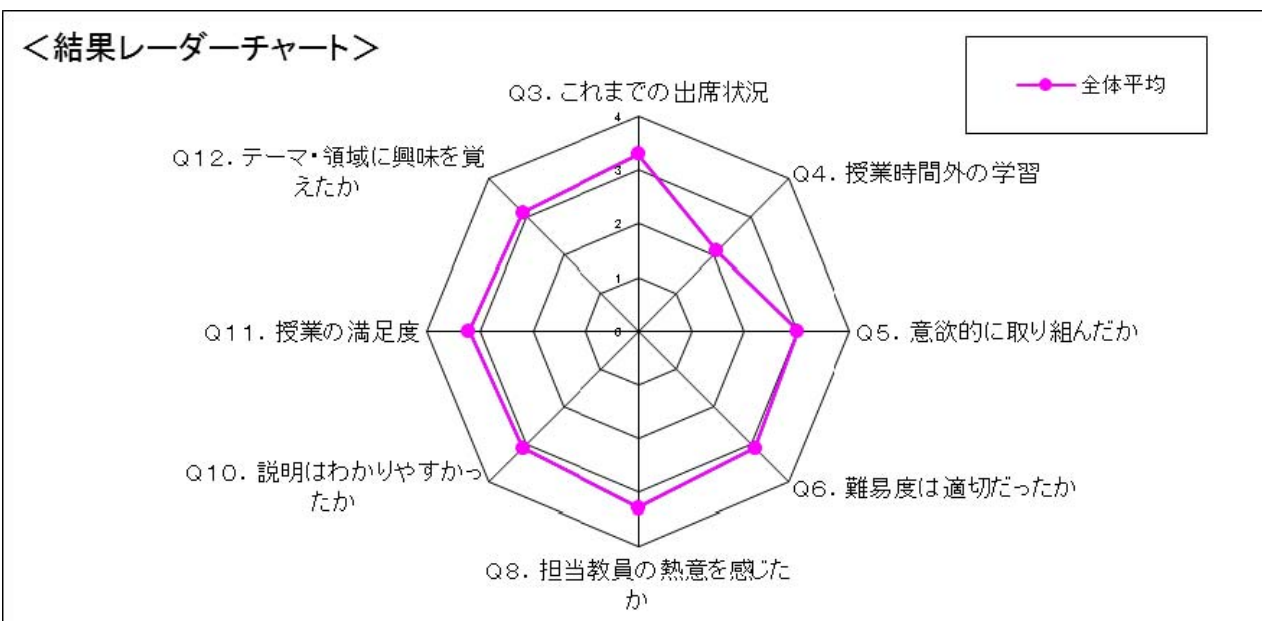 ＜結果レーダーチャート＞
全体平均
Q3．これまでの出席状況
Q4．授業時間外の学習
Q5．意欲的に取り組んだか
Q6．難易度は適切だったか
Q8．担当教員の熱意を感じた
か
Q10．説明はわかりやすかっ
たか
Q11．授業の満足度
Q12．テーマ・領域に興味を覚
えたか
4
3
2
1
0